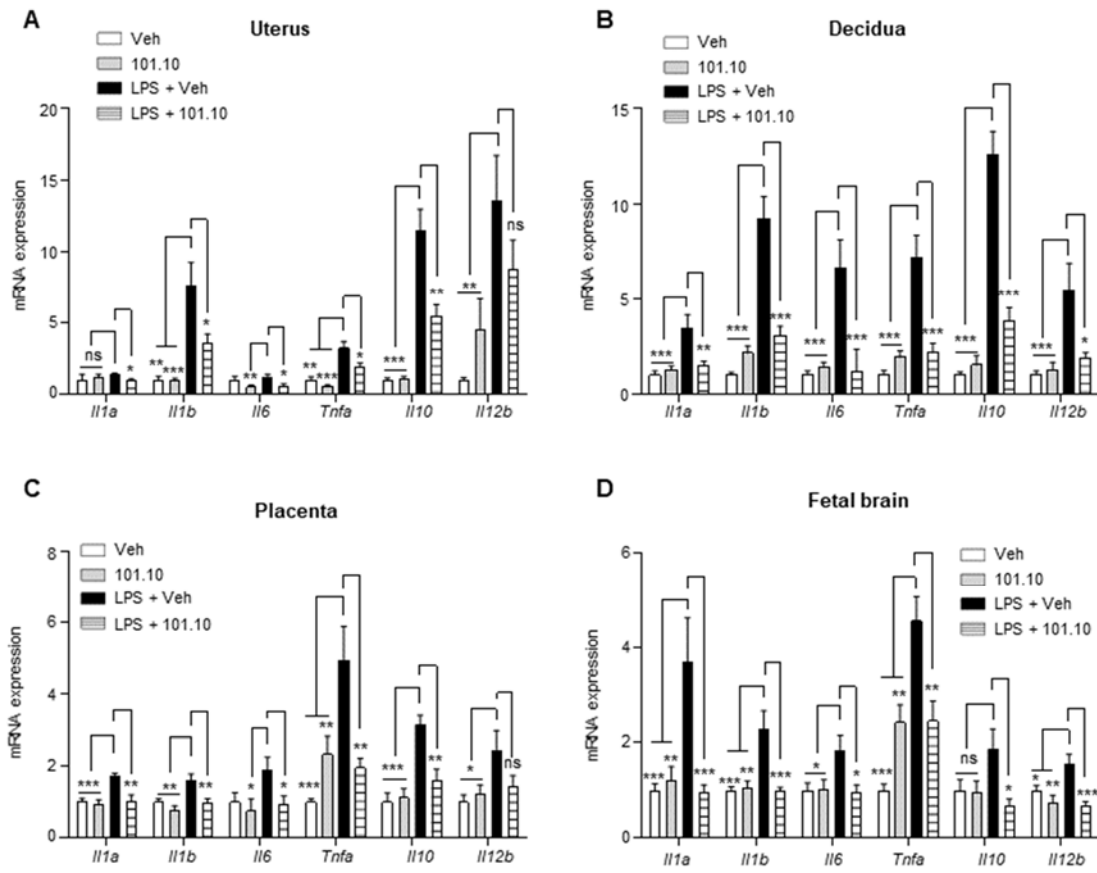 A
Uterus
Veh
101.10
LPS + Veh
LPS + 101.10
mRNA expression
20
15
10
5
0
ns
*
** *** *
** *
** *** *
*** **
** ns
Il1a Il1b Il6 Tnfa Il10 Il12b
B
Decidua
Veh
101.10
LPS + Veh
LPS + 101.10
mRNA expression
15
10
5
0
*** **
*** ***
*** ***
*** ***
*** ***
*** *
Il1a Il1b Il6 Tnfa Il10 Il12b
C
Placenta
Veh
101.10
LPS + Veh
LPS + 101.10
mRNA expression
8
6
4
2
0
*** **
** **
* *
*** ** **
*** **
* ns
Il1a Il1b Il6 Tnfa Il10 Il12b
D
Fetal brain
Veh
101.10
LPS + Veh
LPS + 101.10
mRNA expression
6
4
2
0
*** ** ***
*** ** ***
* *
*** ** **
ns *
* ** ***
Il1a Il1b Il6 Tnfa Il10 Il12b